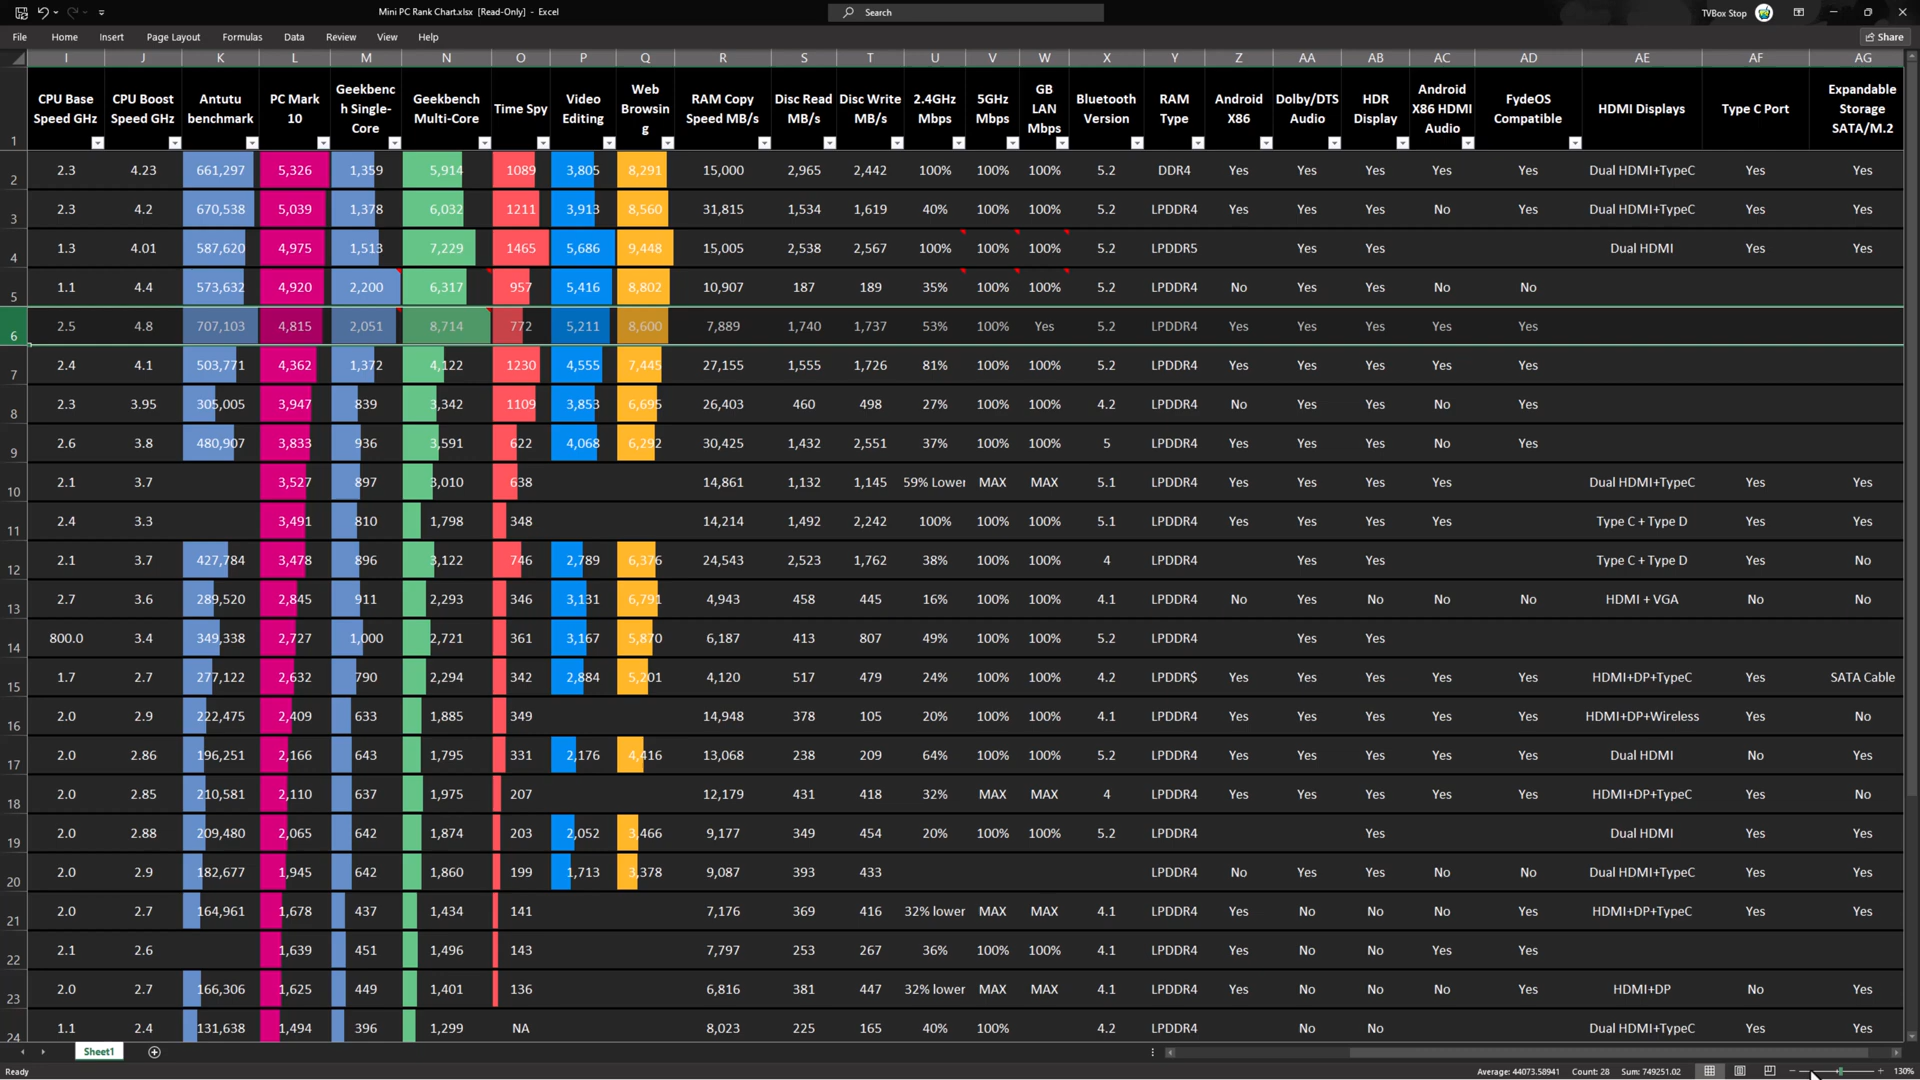 Mini PC Rank Chart.xlsx [Read-Only] - Excel
Search
TVBox Stop
File Home Insert Page Layout Formulas Data Review View Help
Share
I J K L M N O P Q R S T U V W X Y Z AA AB AC AD AE AF AG
1 CPU Base Speed GHz CPU Boost Speed GHz Antutu benchmark PC Mark 10 Geekbench Single-Core Geekbench Multi-Core Time Spy Video Editing Web Browsing RAM Copy Speed MB/s Disc Read MB/s Disc Write MB/s 2.4GHz Mbps 5GHz Mbps GB LAN Mbps Bluetooth Version RAM Type Android X86 Dolby/DTS Audio HDR Display Android X86 HDMI Audio FydeOS Compatible HDMI Displays Type C Port Expandable Storage SATA/M.2
2 2.3 4.23 661,297 5,326 1,359 5,914 1089 3,805 8,291 15,000 2,965 2,442 100% 100% 100% 5.2 DDR4 Yes Yes Yes Yes Yes Dual HDMI+TypeC Yes Yes
3 2.3 4.2 670,538 5,039 1,378 6,032 1211 3,913 8,560 31,815 1,534 1,619 40% 100% 100% 5.2 LPDDR4 Yes Yes Yes No Yes Dual HDMI+TypeC Yes Yes
4 1.3 4.01 587,620 4,975 1,513 7,229 1465 5,686 9,448 15,005 2,538 2,567 100% 100% 100% 5.2 LPDDR5 Yes Yes Dual HDMI Yes Yes
5 1.1 4.4 573,632 4,920 2,200 6,317 957 5,416 8,802 10,907 187 189 35% 100% 100% 5.2 LPDDR4 No Yes Yes No No
6 2.5 4.8 707,103 4,815 2,051 8,714 772 5,211 8,600 7,889 1,740 1,737 53% 100% Yes 5.2 LPDDR4 Yes Yes Yes Yes Yes
7 2.4 4.1 503,771 4,362 1,372 4,122 1230 4,555 7,445 27,155 1,555 1,726 81% 100% 100% 5.2 LPDDR4 Yes Yes Yes Yes Yes
8 2.3 3.95 305,005 3,947 839 3,342 1109 3,853 6,695 26,403 460 498 27% 100% 100% 4.2 LPDDR4 No Yes Yes No Yes
9 2.6 3.8 480,907 3,833 936 3,591 622 4,068 6,292 30,425 1,432 2,551 37% 100% 100% 5 LPDDR4 Yes Yes Yes No Yes
10 2.1 3.7 3,527 897 3,010 638 14,861 1,132 1,145 59% Lower MAX MAX 5.1 LPDDR4 Yes Yes Yes Yes Yes Dual HDMI+TypeC Yes Yes
11 2.4 3.3 3,491 810 1,798 348 14,214 1,492 2,242 100% 100% 100% 5.1 LPDDR4 Yes Yes Yes Yes Type C + Type D Yes Yes
12 2.1 3.7 427,784 3,478 896 3,122 746 2,789 6,376 24,543 2,523 1,762 38% 100% 100% 4 LPDDR4 Yes Yes Type C + Type D Yes No
13 2.7 3.6 289,520 2,845 911 2,293 346 3,131 6,791 4,943 458 445 16% 100% 100% 4.1 LPDDR4 No Yes No No No HDMI + VGA No No
14 800.0 3.4 349,338 2,727 1,000 2,721 361 3,167 5,870 6,187 413 807 49% 100% 100% 5.2 LPDDR4 Yes Yes
15 1.7 2.7 277,122 2,632 790 2,294 342 2,884 5,201 4,120 517 479 24% 100% 100% 4.2 LPDDR$ Yes Yes Yes Yes Yes HDMI+DP+TypeC Yes SATA Cable
16 2.0 2.9 222,475 2,409 633 1,885 349 14,948 378 105 20% 100% 100% 4.1 LPDDR4 Yes Yes Yes Yes Yes HDMI+DP+Wireless Yes No
17 2.0 2.86 196,251 2,166 643 1,795 331 2,176 4,416 13,068 238 209 64% 100% 100% 5.2 LPDDR4 Yes Yes Yes Yes Yes Dual HDMI No Yes
18 2.0 2.85 210,581 2,110 637 1,975 207 12,179 431 418 32% MAX MAX 4 LPDDR4 Yes Yes Yes Yes Yes HDMI+DP+TypeC Yes No
19 2.0 2.88 209,480 2,065 642 1,874 203 2,052 3,466 9,177 349 454 20% 100% 100% 5.2 LPDDR4 Yes Dual HDMI Yes Yes
20 2.0 2.9 182,677 1,945 642 1,860 199 1,713 3,378 9,087 393 433 LPDDR4 No Yes Yes No No Dual HDMI+TypeC Yes Yes
21 2.0 2.7 164,961 1,678 437 1,434 141 7,176 369 416 32% lower MAX MAX 4.1 LPDDR4 Yes No No No Yes HDMI+DP+TypeC Yes Yes
22 2.1 2.6 1,639 451 1,496 143 7,797 253 267 36% 100% 100% 4.1 LPDDR4 Yes No No Yes Yes
23 2.0 2.7 166,306 1,625 449 1,401 136 6,816 381 447 32% lower MAX MAX 4.1 LPDDR4 Yes No No No Yes HDMI+DP No Yes
24 1.1 2.4 131,638 1,494 396 1,299 NA 8,023 225 165 40% 100% 4.2 LPDDR4 No No Dual HDMI+TypeC Yes Yes
Sheet1
Ready Average: 44073.58941 Count: 28 Sum: 749251.02 130%